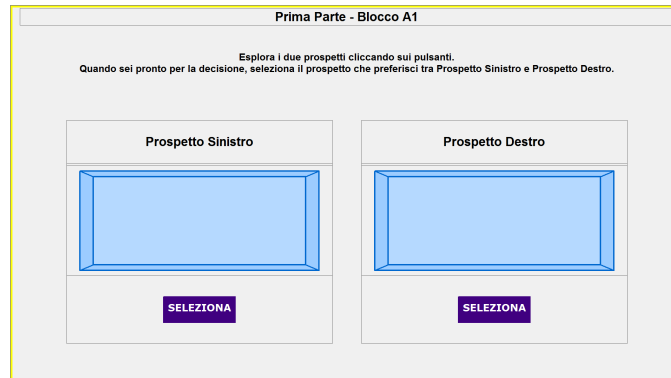 Prima Parte - Blocco A1
Esplora i due prospetti cliccando sui pulsanti.
Quando sei pronto per la decisione, seleziona il prospetto che preferisci tra Prospetto Sinistro e Prospetto Destro.
Prospetto Sinistro
Prospetto Destro
SELEZIONA
SELEZIONA